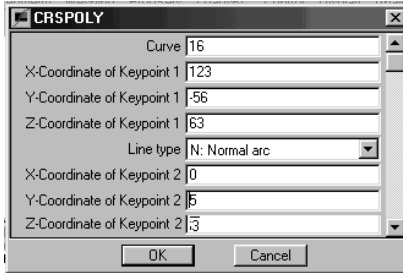 CRSPOLY
Curve 16
X-Coordinate of Keypoint 1 123
Y-Coordinate of Keypoint 1 -56
Z-Coordinate of Keypoint 1 63
Line type N: Normal arc
X-Coordinate of Keypoint 2 0
Y-Coordinate of Keypoint 2 5
Z-Coordinate of Keypoint 2
OK Cancel